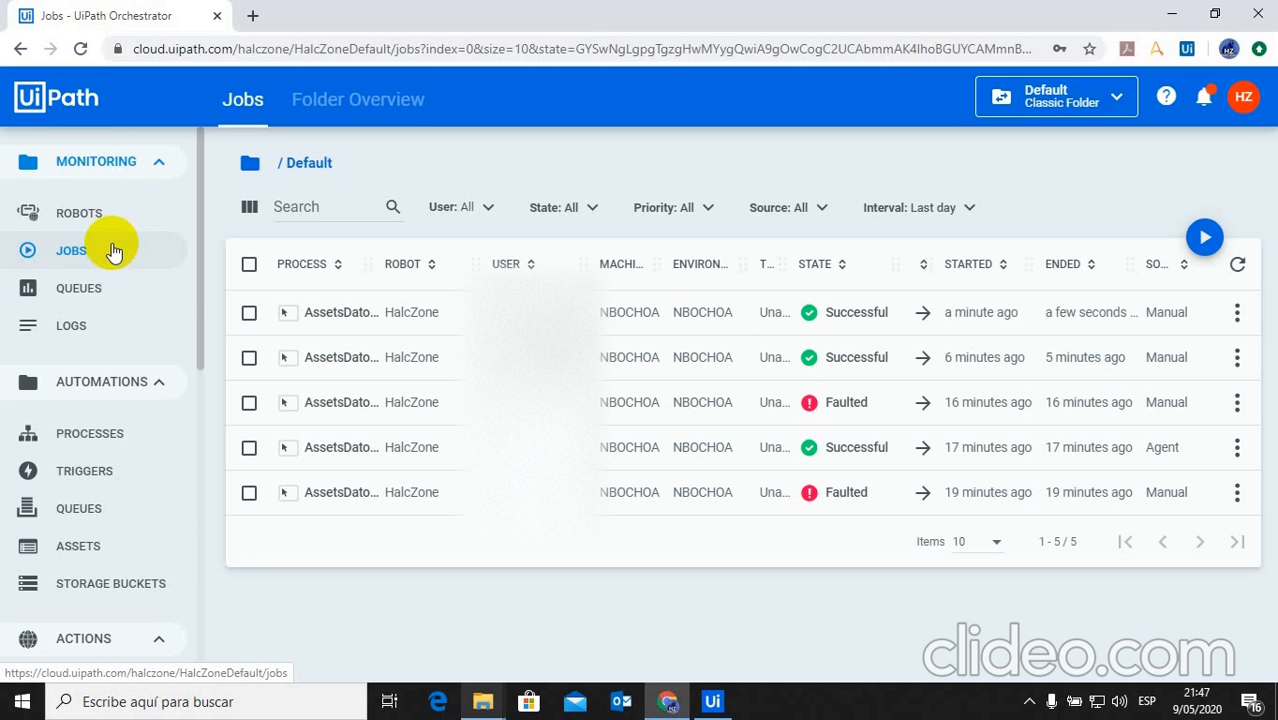 Jobs - UiPath Orchestrator
cloud.uipath.com/halczone/HalcZoneDefault/jobs?index=0&size=10&state=GYSwNgLgpgTgzgHwMYygQwiA9gOwCogC2UCAbmmAK4IhoBGUYCAMmnB...
UiPath
Jobs Folder Overview
Default
Classic Folder
HZ
MONITORING
ROBOTS
JOBS
QUEUES
LOGS
AUTOMATIONS
PROCESSES
TRIGGERS
QUEUES
ASSETS
STORAGE BUCKETS
ACTIONS
/ Default
Search User: All State: All Priority: All Source: All Interval: Last day
PROCESS ROBOT USER MACHI... ENVIRON... T... STATE STARTED ENDED SO...
AssetsDato... HalcZone NBOCHOA NBOCHOA Una... Successful a minute ago a few seconds ... Manual
AssetsDato... HalcZone NBOCHOA NBOCHOA Una... Successful 6 minutes ago 5 minutes ago Manual
AssetsDato... HalcZone NBOCHOA NBOCHOA Una... Faulted 16 minutes ago 16 minutes ago Manual
AssetsDato... HalcZone NBOCHOA NBOCHOA Una... Successful 17 minutes ago 17 minutes ago Agent
AssetsDato... HalcZone NBOCHOA NBOCHOA Una... Faulted 19 minutes ago 19 minutes ago Manual
Items 10 1 - 5 / 5
clideo.com
https://cloud.uipath.com/halczone/HalcZoneDefault/jobs
Escribe aquí para buscar
Ui
ESP
21:47
9/05/2020
16